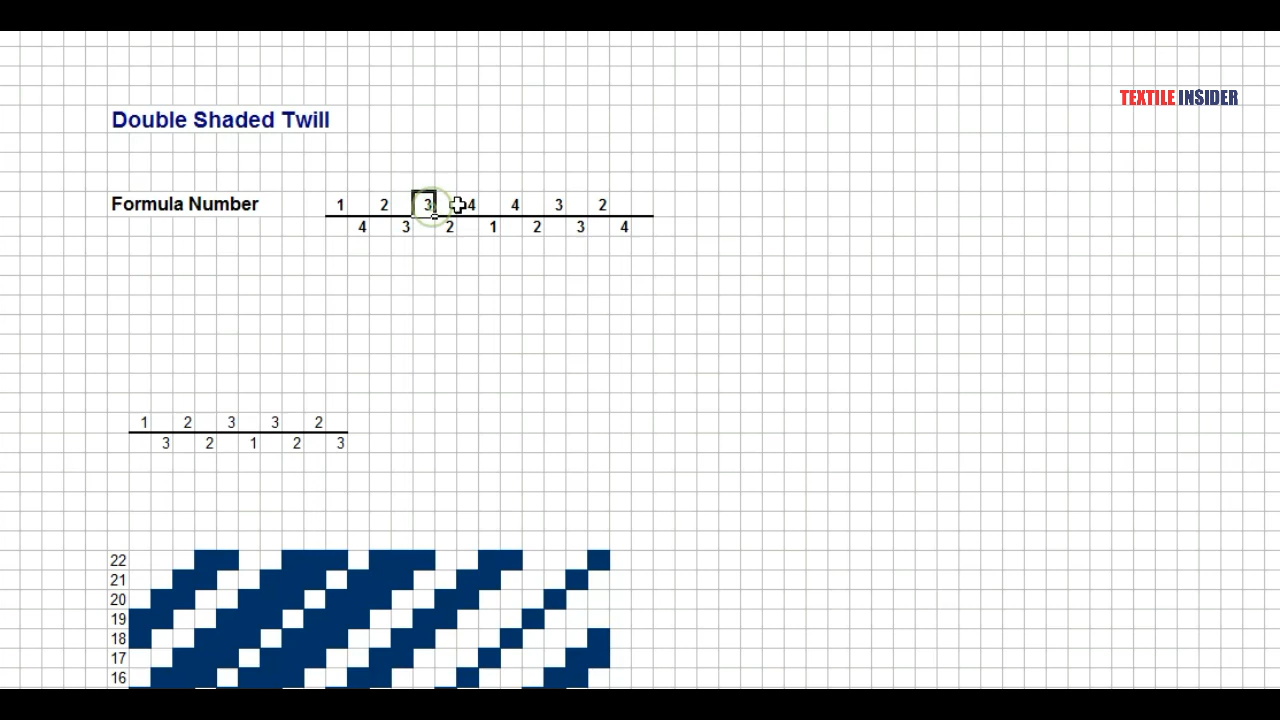 TEXTILE INSIDER
Double Shaded Twill
Formula Number 1 2 3 4 4 3 2
4 3 2 1 2 3 4
1 2 3 3 2
3 2 1 2 3
22
21
20
19
18
17
16